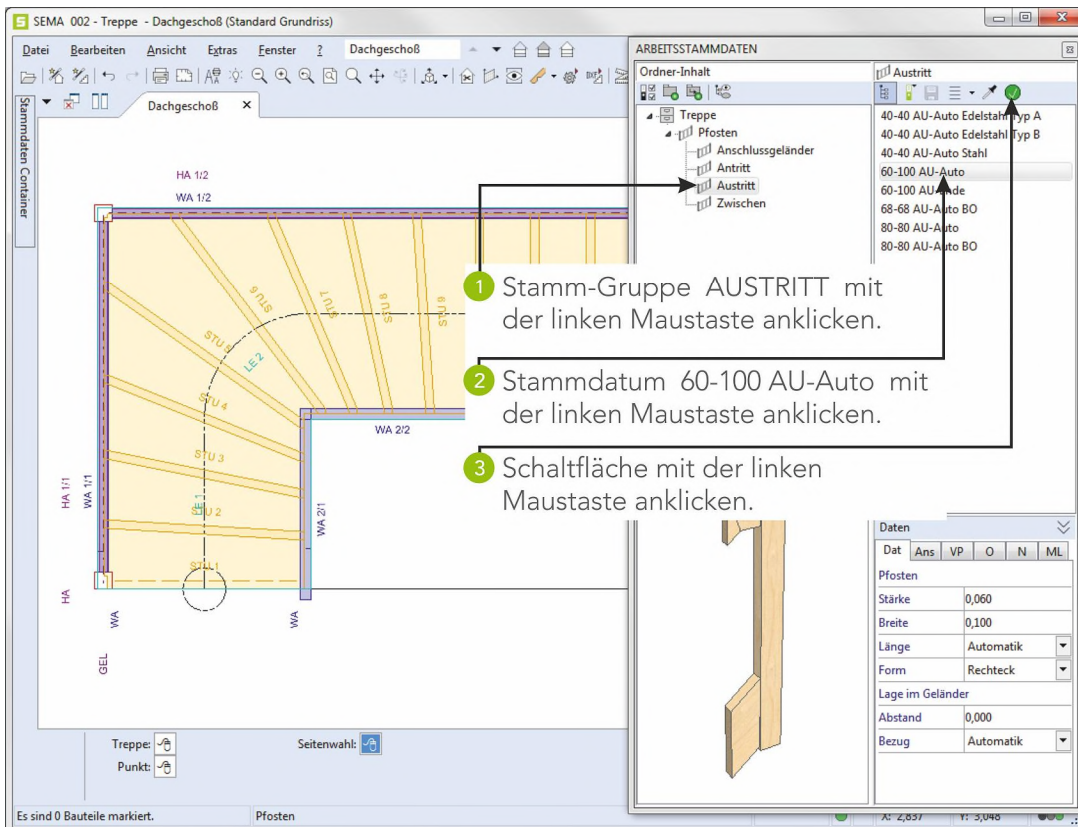 SEMA 002 - Treppe - Dachgeschoß (Standard Grundriss)
Datei Bearbeiten Ansicht Extras Fenster ? Dachgeschoß
Stammdaten Container
Dachgeschoß
HA 1/2
WA 1/2
STU 6
STU 7
STU 8
STU 9
STU 5
LE 2
STU 4
WA 2/2
STU 3
HA 1/1
WA 1/1
LE 1
STU 2
WA 2/1
STU 1
HA
WA
WA
GEL
Treppe:
Seitenwahl:
Punkt:
Es sind 0 Bauteile markiert.
Pfosten
X: 2,837 Y: 3,048
ARBEITSSTAMMDATEN
Ordner-Inhalt
Treppe
Pfosten
Anschlussgeländer
Antritt
Austritt
Zwischen
Austritt
40-40 AU-Auto Edelstahl Typ A
40-40 AU-Auto Edelstahl Typ B
40-40 AU-Auto Stahl
60-100 AU-Auto
60-100 AU-Ende
68-68 AU-Auto BO
80-80 AU-Auto
80-80 AU-Auto BO
1 Stamm-Gruppe AUSTRITT mit
der linken Maustaste anklicken.
2 Stammdatum 60-100 AU-Auto mit
der linken Maustaste anklicken.
3 Schaltfläche mit der linken
Maustaste anklicken.
Daten
Dat Ans VP O N ML
Pfosten
Stärke 0,060
Breite 0,100
Länge Automatik
Form Rechteck
Lage im Geländer
Abstand 0,000
Bezug Automatik